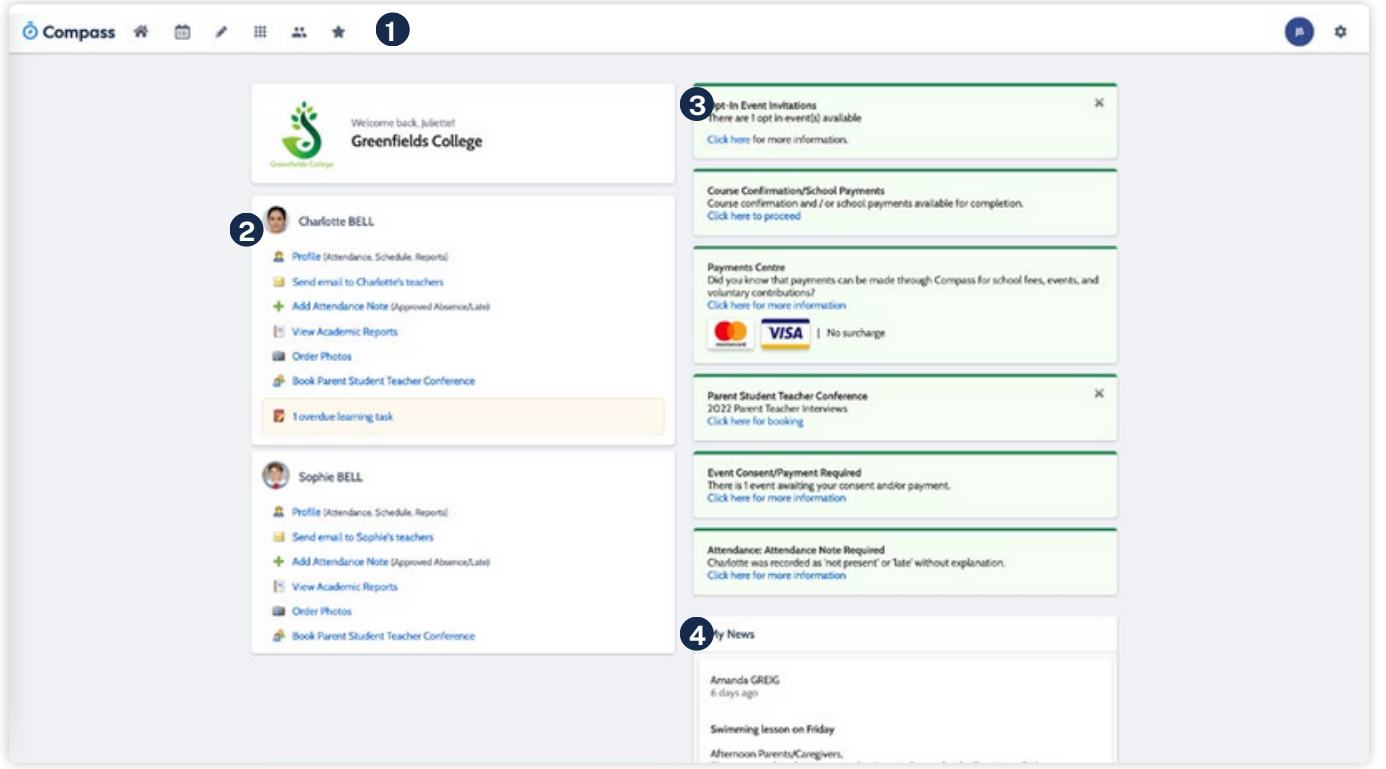 Compass
1
Welcome back, Juliette!
Greenfields College
Greenfields College
2
Charlotte BELL
Profile (Attendance, Schedule, Reports)
Send email to Charlotte's teachers
Add Attendance Note (Approved Absence/Late)
View Academic Reports
Order Photos
Book Parent Student Teacher Conference
1 overdue learning task
Sophie BELL
Profile (Attendance, Schedule, Reports)
Send email to Sophie's teachers
Add Attendance Note (Approved Absence/Late)
View Academic Reports
Order Photos
Book Parent Student Teacher Conference
3
Opt-In Event Invitations
There are 1 opt in event(s) available
Click here for more information.
Course Confirmation/School Payments
Course confirmation and / or school payments available for completion.
Click here to proceed
Payments Centre
Did you know that payments can be made through Compass for school fees, events, and
voluntary contributions?
Click here for more information
mastercard VISA | No surcharge
Parent Student Teacher Conference
2022 Parent Teacher Interviews
Click here for booking
Event Consent/Payment Required
There is 1 event awaiting your consent and/or payment.
Click here for more information
Attendance: Attendance Note Required
Charlotte was recorded as 'not present' or 'late' without explanation.
Click here for more information
4
My News
Amanda GREIG
6 days ago
Swimming lesson on Friday
Afternoon Parents/Caregivers,